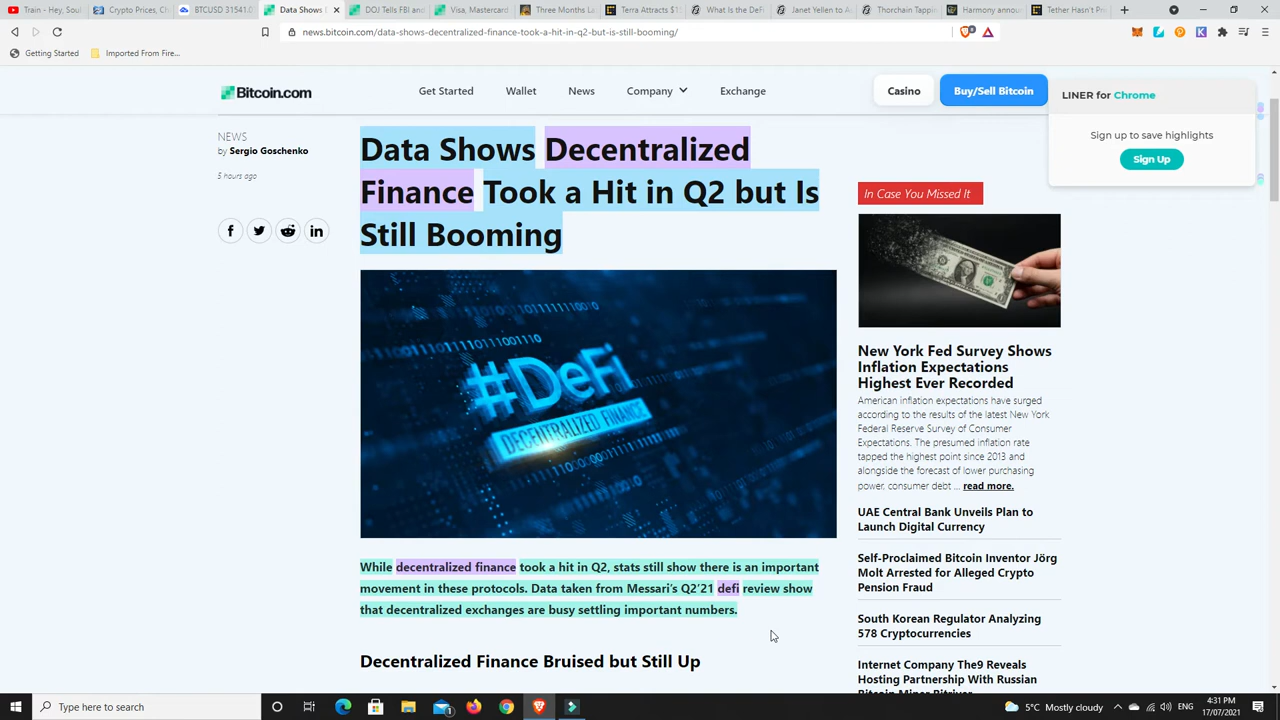 Train - Hey, Soul
Crypto Prices, Ch
BTCUSD 31541.0
Data Shows D
DOJ Tells FBI and
Visa, Mastercard
Three Months La
Terra Attracts $1
What Is the DeFi
Janet Yellen to A
Thorchain Tappi
Harmony annou
Tether Hasn't Pr
news.bitcoin.com/data-shows-decentralized-finance-took-a-hit-in-q2-but-is-still-booming/
Getting Started
Imported From Fire...
Bitcoin.com
Get Started
Wallet
News
Company
Exchange
Casino
Buy/Sell Bitcoin
LINER for Chrome
Sign up to save highlights
Sign Up
NEWS
by Sergio Goschenko
5 hours ago
Data Shows Decentralized
Finance Took a Hit in Q2 but Is
Still Booming
#DeFi
DECENTRALIZED FINANCE
While decentralized finance took a hit in Q2, stats still show there is an important
movement in these protocols. Data taken from Messari's Q2'21 defi review show
that decentralized exchanges are busy settling important numbers.
Decentralized Finance Bruised but Still Up
In Case You Missed It
New York Fed Survey Shows
Inflation Expectations
Highest Ever Recorded
American inflation expectations have surged
according to the results of the latest New York
Federal Reserve Survey of Consumer
Expectations. The presumed inflation rate
tapped the highest point since 2013 and
alongside the forecast of lower purchasing
power, consumer debt ... read more.
UAE Central Bank Unveils Plan to
Launch Digital Currency
Self-Proclaimed Bitcoin Inventor Jörg
Molt Arrested for Alleged Crypto
Pension Fraud
South Korean Regulator Analyzing
578 Cryptocurrencies
Internet Company The9 Reveals
Hosting Partnership With Russian
Bitcoin Miner Bitriver
Type here to search
5°C Mostly cloudy
ENG
4:31 PM
17/07/2021